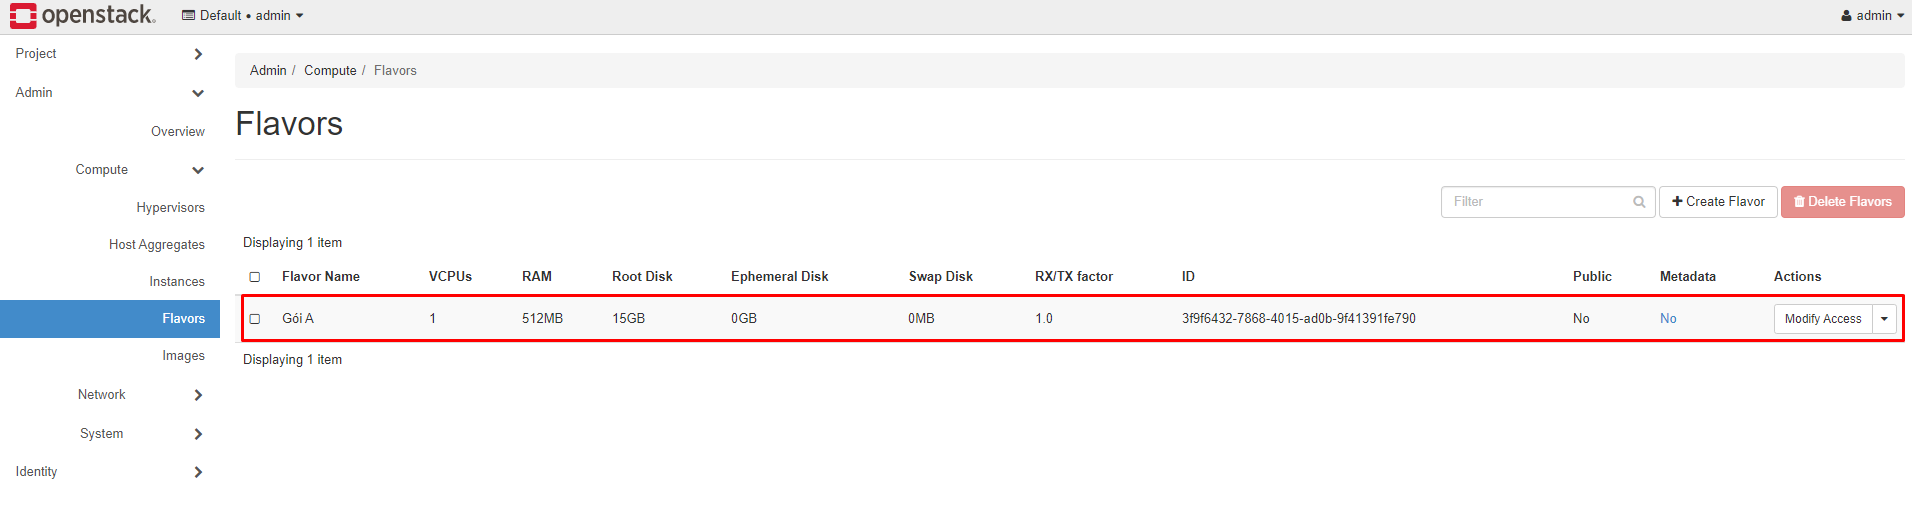 openstack. Default • admin admin
Project
Admin
Overview
Compute
Hypervisors
Host Aggregates
Instances
Flavors
Images
Network
System
Identity
Admin / Compute / Flavors
Flavors
Filter Create Flavor Delete Flavors
Displaying 1 item
Flavor Name VCPUs RAM Root Disk Ephemeral Disk Swap Disk RX/TX factor ID Public Metadata Actions
Gói A 1 512MB 15GB 0GB 0MB 1.0 3f9f6432-7868-4015-ad0b-9f41391fe790 No No Modify Access
Displaying 1 item